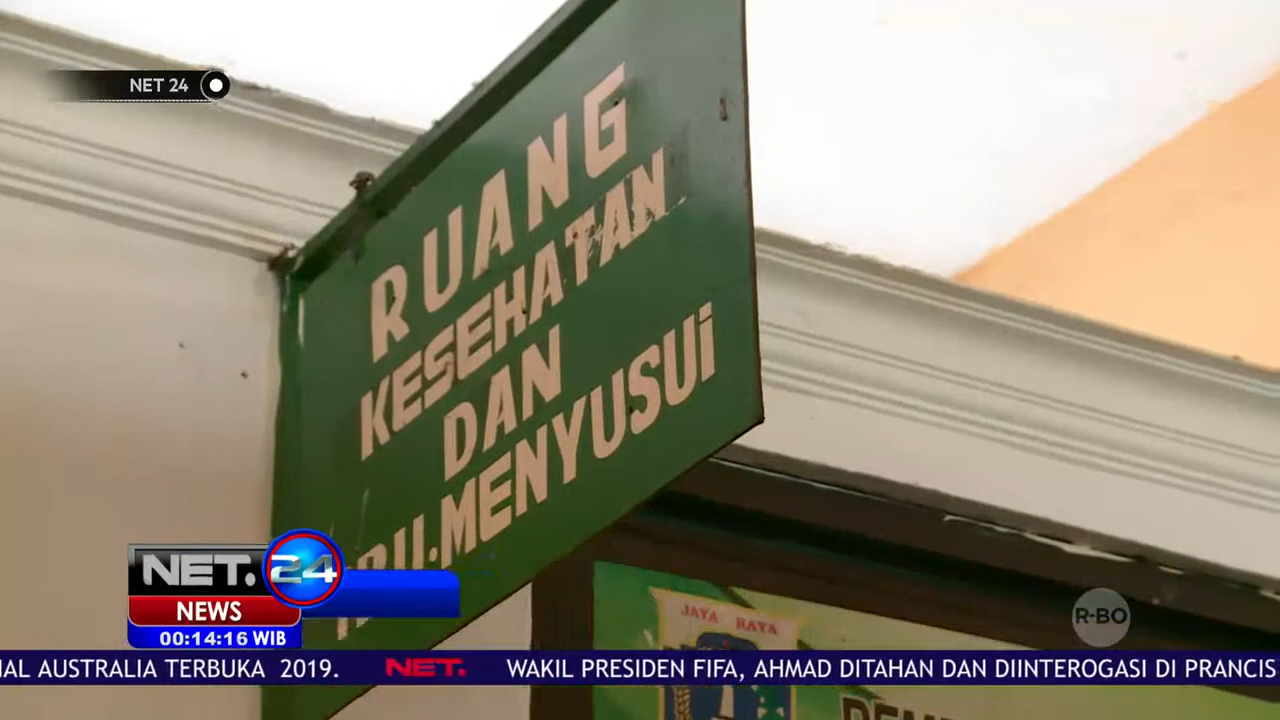 NET 24
RUANG
KESEHATAN
DAN
IBU.MENYUSUi
NET. 24
NEWS
00:14:16 WIB
R-BO
JAYA RAYA
AUSTRALIA TERBUKA 2019. NET. WAKIL PRESIDEN FIFA, AHMAD DITAHAN DAN DIINTEROGASI DI PRANCIS